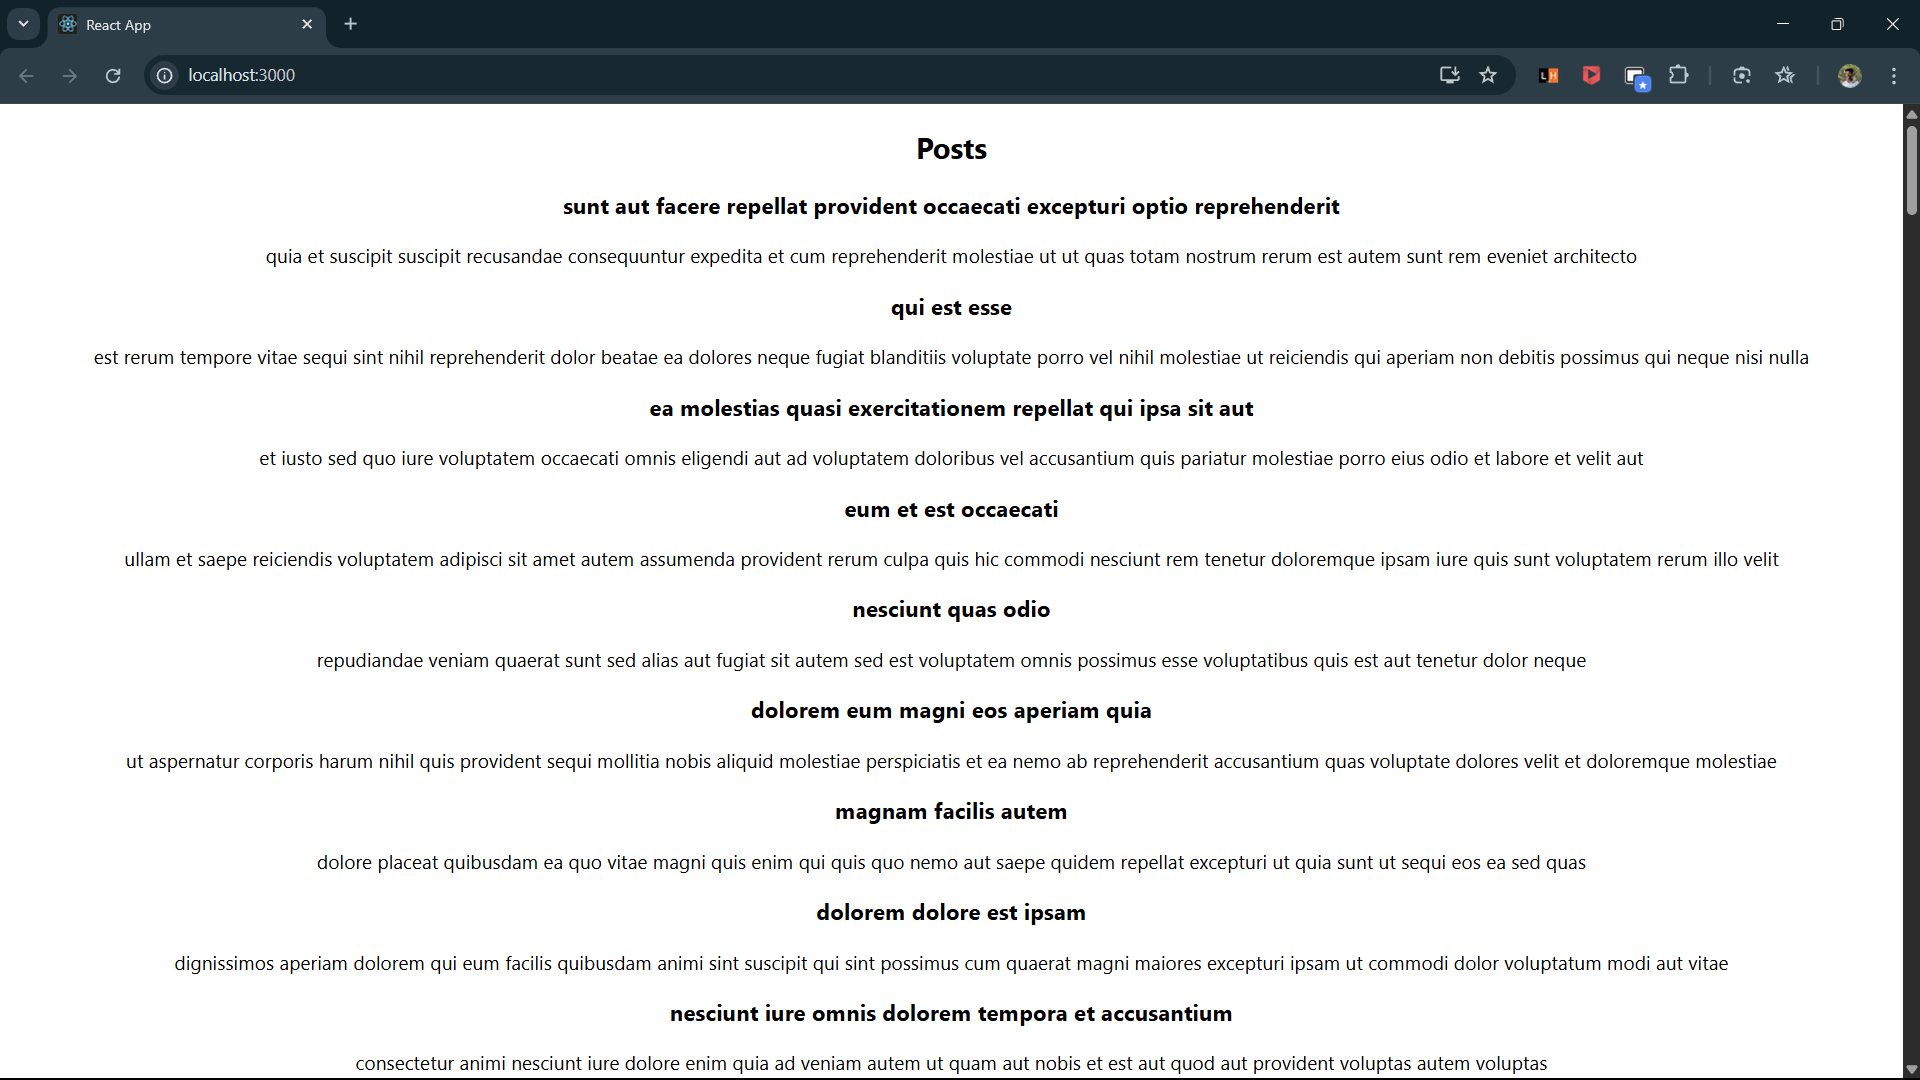 React App
localhost:3000
LH
Posts
sunt aut facere repellat provident occaecati excepturi optio reprehenderit
quia et suscipit suscipit recusandae consequuntur expedita et cum reprehenderit molestiae ut ut quas totam nostrum rerum est autem sunt rem eveniet architecto
qui est esse
est rerum tempore vitae sequi sint nihil reprehenderit dolor beatae ea dolores neque fugiat blanditiis voluptate porro vel nihil molestiae ut reiciendis qui aperiam non debitis possimus qui neque nisi nulla
ea molestias quasi exercitationem repellat qui ipsa sit aut
et iusto sed quo iure voluptatem occaecati omnis eligendi aut ad voluptatem doloribus vel accusantium quis pariatur molestiae porro eius odio et labore et velit aut
eum et est occaecati
ullam et saepe reiciendis voluptatem adipisci sit amet autem assumenda provident rerum culpa quis hic commodi nesciunt rem tenetur doloremque ipsam iure quis sunt voluptatem rerum illo velit
nesciunt quas odio
repudiandae veniam quaerat sunt sed alias aut fugiat sit autem sed est voluptatem omnis possimus esse voluptatibus quis est aut tenetur dolor neque
dolorem eum magni eos aperiam quia
ut aspernatur corporis harum nihil quis provident sequi mollitia nobis aliquid molestiae perspiciatis et ea nemo ab reprehenderit accusantium quas voluptate dolores velit et doloremque molestiae
magnam facilis autem
dolore placeat quibusdam ea quo vitae magni quis enim qui quis quo nemo aut saepe quidem repellat excepturi ut quia sunt ut sequi eos ea sed quas
dolorem dolore est ipsam
dignissimos aperiam dolorem qui eum facilis quibusdam animi sint suscipit qui sint possimus cum quaerat magni maiores excepturi ipsam ut commodi dolor voluptatum modi aut vitae
nesciunt iure omnis dolorem tempora et accusantium
consectetur animi nesciunt iure dolore enim quia ad veniam autem ut quam aut nobis et est aut quod aut provident voluptas autem voluptas